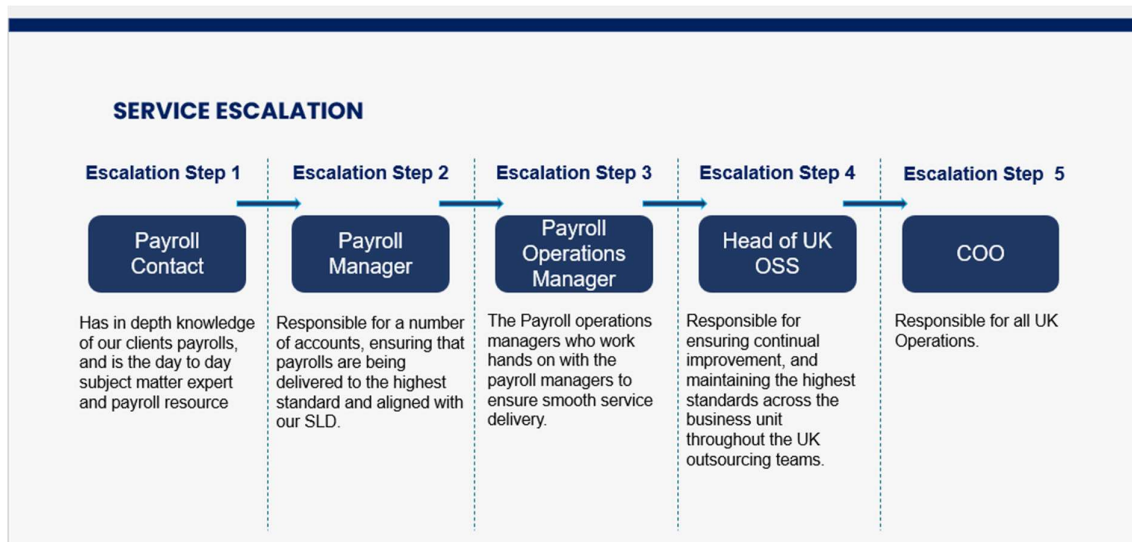 SERVICE ESCALATION
Escalation Step 1
Payroll
Contact
Has in depth knowledge
of our clients payrolls,
and is the day to day
subject matter expert
and payroll resource
Escalation Step 2
Payroll
Manager
Responsible for a number
of accounts, ensuring that
payrolls are being
delivered to the highest
standard and aligned with
our SLD.
Escalation Step 3
Payroll
Operations
Manager
The Payroll operations
managers who work
hands on with the
payroll managers to
ensure smooth service
delivery.
Escalation Step 4
Head of UK
OSS
Responsible for
ensuring continual
improvement, and
maintaining the highest
standards across the
business unit
throughout the UK
outsourcing teams.
Escalation Step 5
COO
Responsible for all UK
Operations.